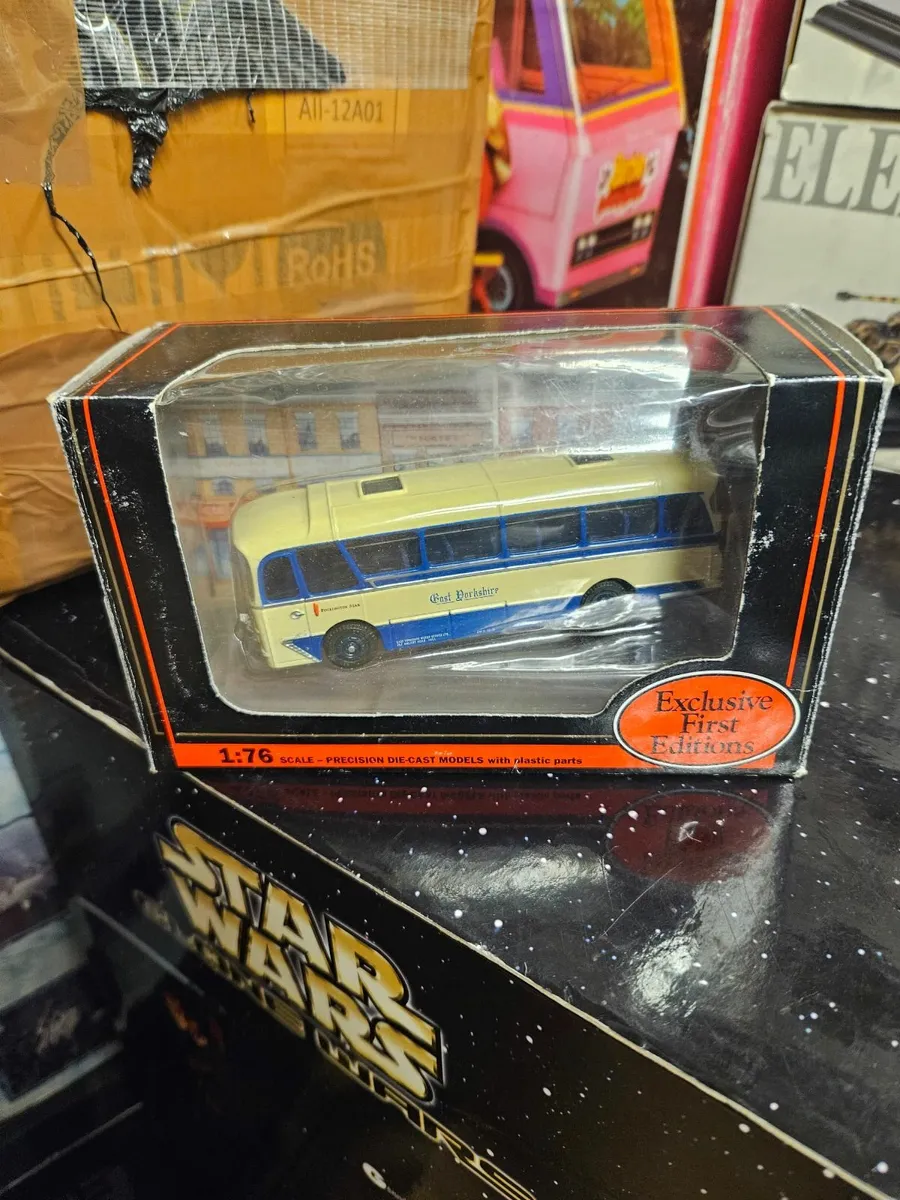 All-12A01
RoHS
ELE
East Yorkshire
1:76 SCALE – PRECISION DIE-CAST MODELS with plastic parts
Exclusive
First
Editions
STAR
WARS